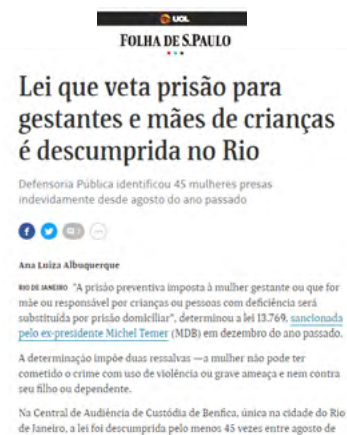 UOL
FOLHA DE S.PAULO
Lei que veta prisão para
gestantes e mães de crianças
é descumprida no Rio
Defensoria Pública identificou 45 mulheres presas
indevidamente desde agosto do ano passado
Ana Luiza Albuquerque
RIO DE JANEIRO "A prisão preventiva imposta à mulher gestante ou que for
mãe ou responsável por crianças ou pessoas com deficiência será
substituída por prisão domiciliar", determinou a lei 13.769, sancionada
pelo ex-presidente Michel Temer (MDB) em dezembro do ano passado.
A determinação impõe duas ressalvas —a mulher não pode ter
cometido o crime com uso de violência ou grave ameaça e nem contra
seu filho ou dependente.
Na Central de Audiência de Custódia de Benfica, única na cidade do Rio
de Janeiro, a lei foi descumprida pelo menos 45 vezes entre agosto de